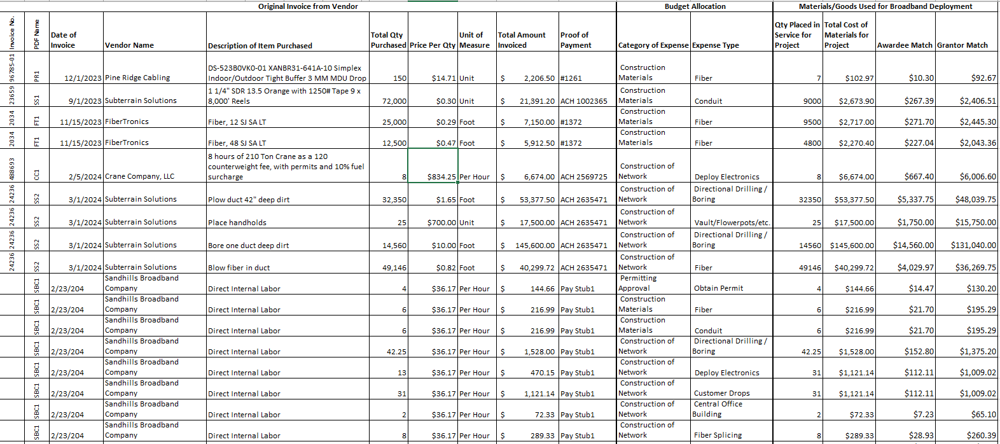 Original Invoice from Vendor Budget Allocation Materials/Goods Used for Broadband Deployment
Invoice No. PDF Name Date of Invoice Vendor Name Description of Item Purchased Total Qty Purchased Price Per Qty Unit of Measure Total Amount Invoiced Proof of Payment Category of Expense Expense Type Qty Placed in Service for Project Total Cost of Materials for Project Awardee Match Grantor Match
96785-01 PR1 12/1/2023 Pine Ridge Cabling DS-523B0VK0-01 XANBR31-641A-10 Simplex Indoor/Outdoor Tight Buffer 3 MM MDU Drop 150 $14.71 Unit $ 2,206.50 #1261 Construction Materials Fiber 7 $102.97 $10.30 $92.67
23659 SS1 9/1/2023 Subterrain Solutions 1 1/4" SDR 13.5 Orange with 1250# Tape 9 x 8,000' Reels 72,000 $0.30 Unit $ 21,391.20 ACH 1002365 Construction Materials Conduit 9000 $2,673.90 $267.39 $2,406.51
2034 FT1 11/15/2023 FiberTronics Fiber, 12 SJ SA LT 25,000 $0.29 Foot $ 7,150.00 #1372 Construction Materials Fiber 9500 $2,717.00 $271.70 $2,445.30
2034 FT1 11/15/2023 FiberTronics Fiber, 48 SJ SA LT 12,500 $0.47 Foot $ 5,912.50 #1372 Construction Materials Fiber 4800 $2,270.40 $227.04 $2,043.36
488693 CC1 2/5/2024 Crane Company, LLC 8 hours of 210 Ton Crane as a 120 counterweight fee, with permits and 10% fuel surcharge 8 $834.25 Per Hour $ 6,674.00 ACH 2569725 Construction of Network Deploy Electronics 8 $6,674.00 $667.40 $6,006.60
24236 SS2 3/1/2024 Subterrain Solutions Plow duct 42" deep dirt 32,350 $1.65 Foot $ 53,377.50 ACH 2635471 Construction of Network Directional Drilling / Boring 32350 $53,377.50 $5,337.75 $48,039.75
24236 SS2 3/1/2024 Subterrain Solutions Place handholds 25 $700.00 Unit $ 17,500.00 ACH 2635471 Construction of Network Vault/Flowerpots/etc. 25 $17,500.00 $1,750.00 $15,750.00
24236 SS2 3/1/2024 Subterrain Solutions Bore one duct deep dirt 14,560 $10.00 Foot $ 145,600.00 ACH 2635471 Construction of Network Directional Drilling / Boring 14560 $145,600.00 $14,560.00 $131,040.00
24236 SS2 3/1/2024 Subterrain Solutions Blow fiber in duct 49,146 $0.82 Foot $ 40,299.72 ACH 2635471 Construction of Network Fiber 49146 $40,299.72 $4,029.97 $36,269.75
SBC1 2/23/204 Sandhills Broadband Company Direct Internal Labor 4 $36.17 Per Hour $ 144.66 Pay Stub1 Permitting Approval Obtain Permit 4 $144.66 $14.47 $130.20
SBC1 2/23/204 Sandhills Broadband Company Direct Internal Labor 6 $36.17 Per Hour $ 216.99 Pay Stub1 Construction Materials Fiber 6 $216.99 $21.70 $195.29
SBC1 2/23/204 Sandhills Broadband Company Direct Internal Labor 6 $36.17 Per Hour $ 216.99 Pay Stub1 Construction Materials Conduit 6 $216.99 $21.70 $195.29
SBC1 2/23/204 Sandhills Broadband Company Direct Internal Labor 42.25 $36.17 Per Hour $ 1,528.00 Pay Stub1 Construction of Network Directional Drilling / Boring 42.25 $1,528.00 $152.80 $1,375.20
SBC1 2/23/204 Sandhills Broadband Company Direct Internal Labor 13 $36.17 Per Hour $ 470.15 Pay Stub1 Construction of Network Deploy Electronics 31 $1,121.14 $112.11 $1,009.02
SBC1 2/23/204 Sandhills Broadband Company Direct Internal Labor 31 $36.17 Per Hour $ 1,121.14 Pay Stub1 Construction of Network Customer Drops 31 $1,121.14 $112.11 $1,009.02
SBC1 2/23/204 Sandhills Broadband Company Direct Internal Labor 2 $36.17 Per Hour $ 72.33 Pay Stub1 Construction of Network Central Office Building 2 $72.33 $7.23 $65.10
SBC1 2/23/204 Sandhills Broadband Company Direct Internal Labor 8 $36.17 Per Hour $ 289.33 Pay Stub1 Construction of Network Fiber Splicing 8 $289.33 $28.93 $260.39